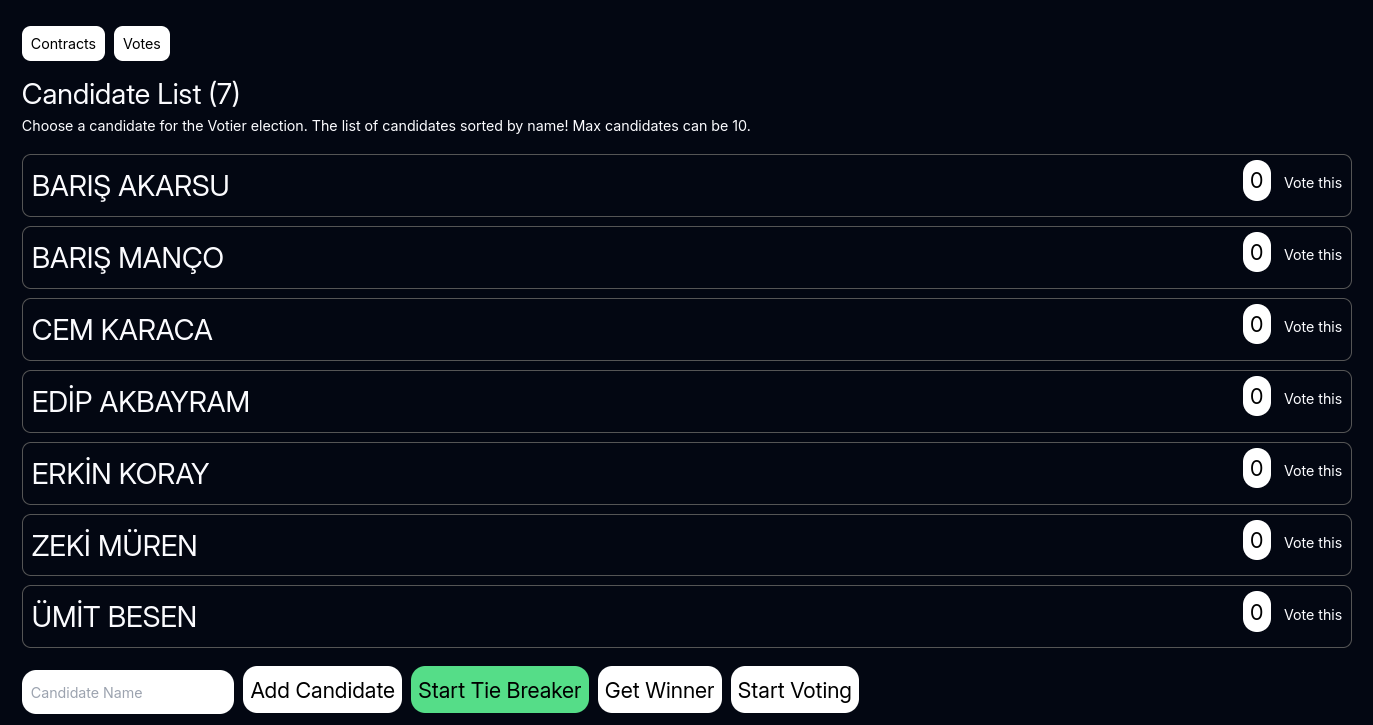 Contracts Votes
Candidate List (7)
Choose a candidate for the Votier election. The list of candidates sorted by name! Max candidates can be 10.
BARIŞ AKARSU 0 Vote this
BARIŞ MANÇO 0 Vote this
CEM KARACA 0 Vote this
EDİP AKBAYRAM 0 Vote this
ERKİN KORAY 0 Vote this
ZEKİ MÜREN 0 Vote this
ÜMİT BESEN 0 Vote this
Candidate Name Add Candidate Start Tie Breaker Get Winner Start Voting